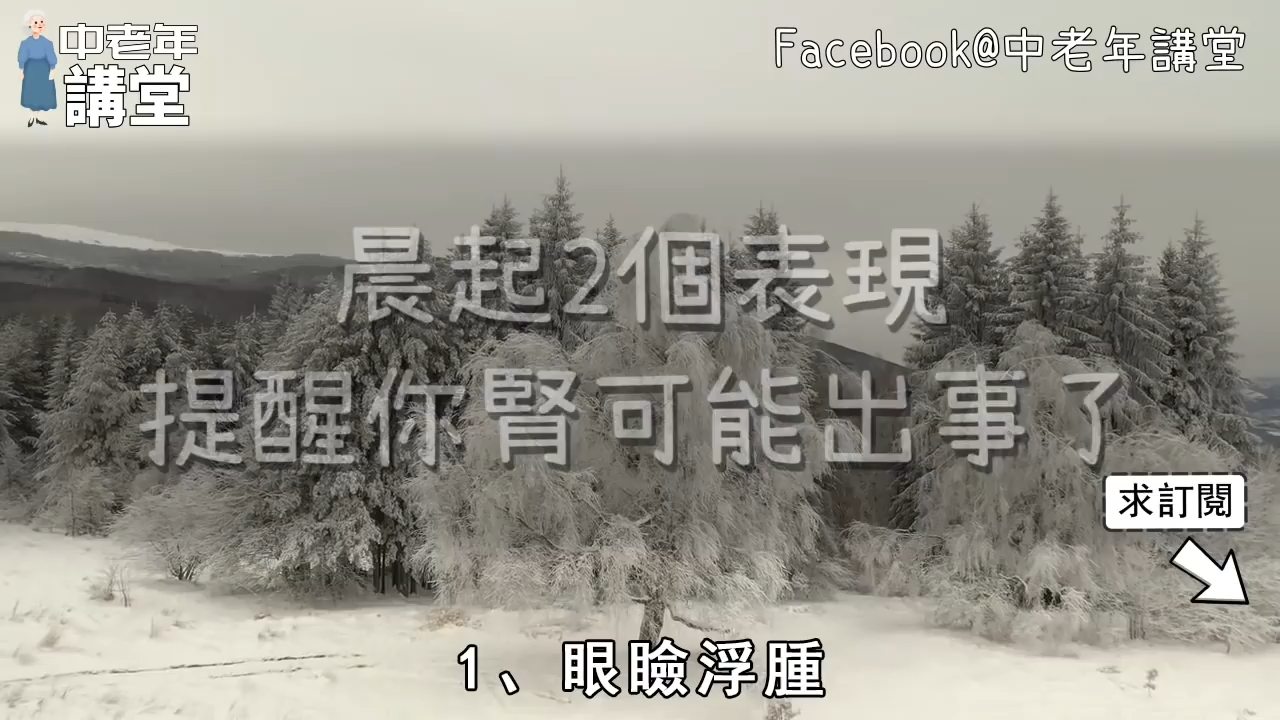 中老年
講堂
Facebook@中老年講堂
晨起2個表現
提醒你腎可能出事了
求訂閱
1、眼瞼浮腫